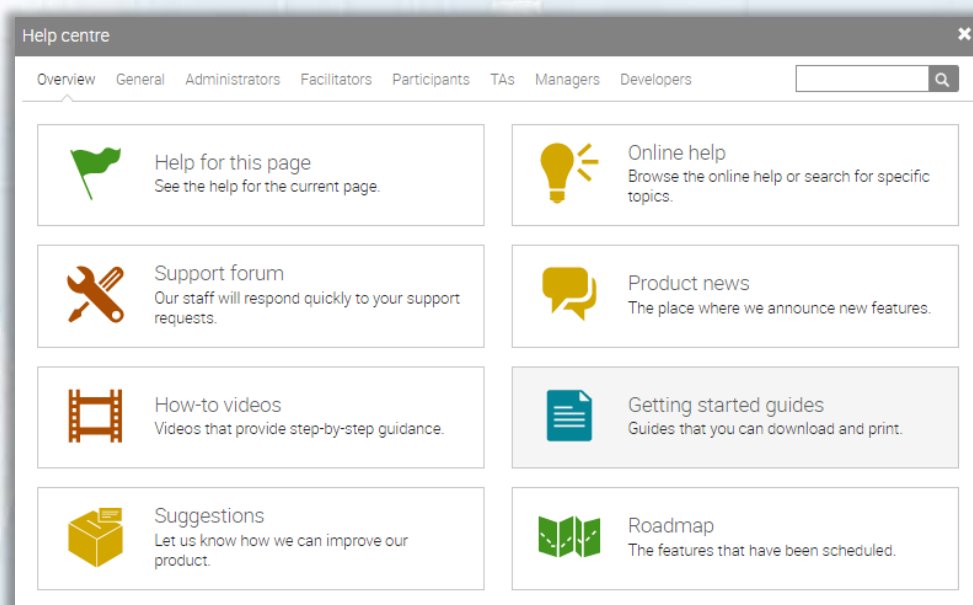 Help centre
Overview General Administrators Facilitators Participants TAs Managers Developers
Help for this page
See the help for the current page.
Online help
Browse the online help or search for specific
topics.
Support forum
Our staff will respond quickly to your support
requests.
Product news
The place where we announce new features.
How-to videos
Videos that provide step-by-step guidance.
Getting started guides
Guides that you can download and print.
Suggestions
Let us know how we can improve our
product.
Roadmap
The features that have been scheduled.